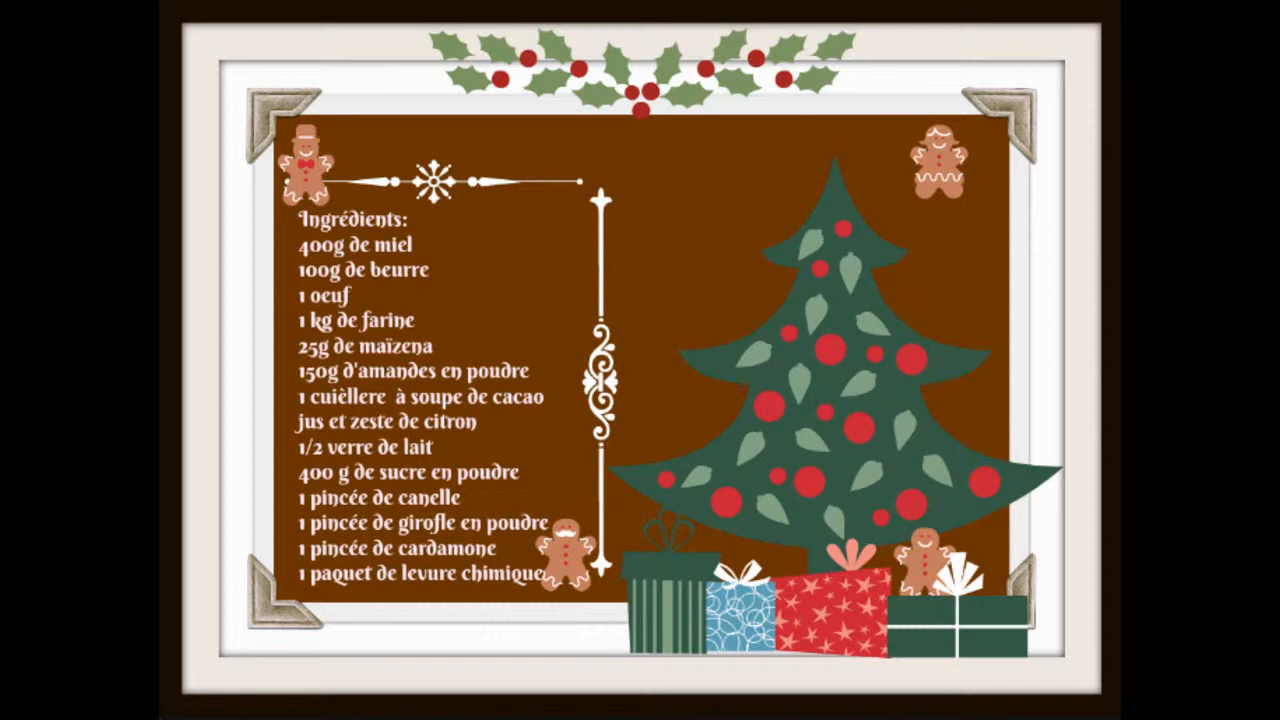 Ingrédients:
400g de miel
100g de beurre
1 oeuf
1 kg de farine
25g de maïzena
150g d'amandes en poudre
1 cuièllere à soupe de cacao
jus et zeste de citron
1/2 verre de lait
400 g de sucre en poudre
1 pincée de canelle
1 pincée de girofle en poudre
1 pincée de cardamone
1 paquet de levure chimique